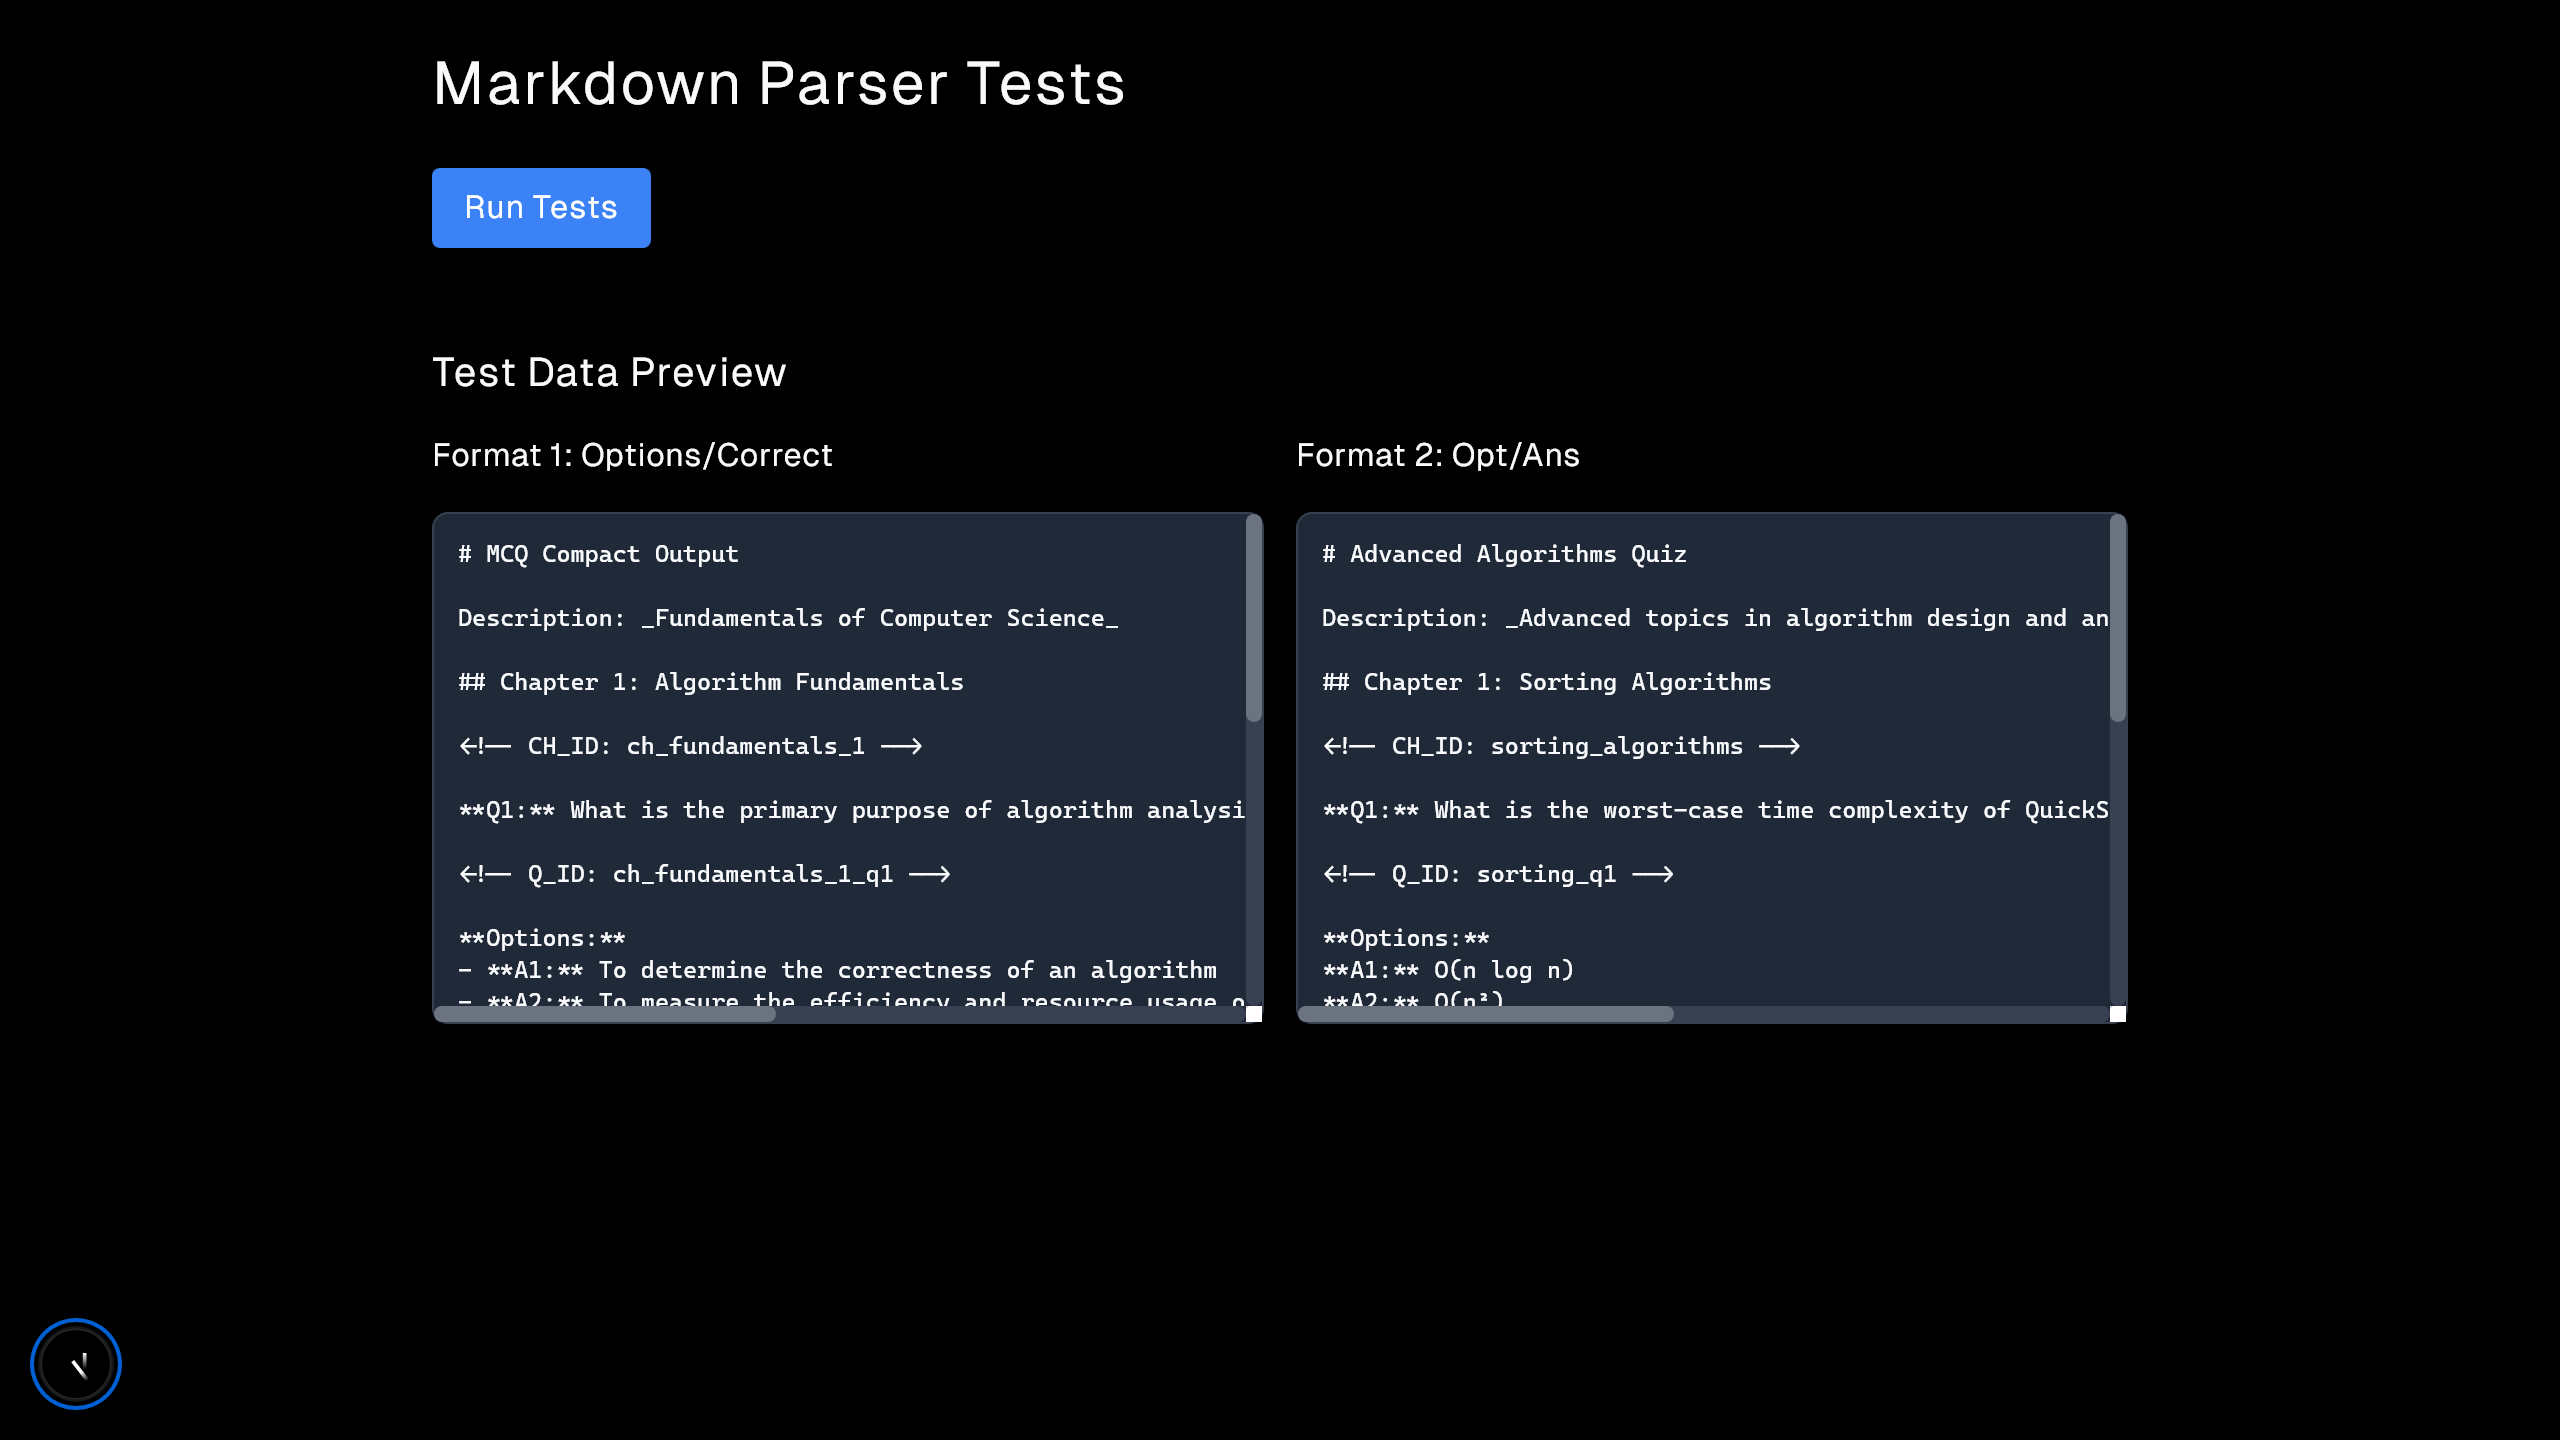 Markdown Parser Tests
Run Tests
Test Data Preview
Format 1: Options/Correct
# MCQ Compact Output
Description: _Fundamentals of Computer Science_
## Chapter 1: Algorithm Fundamentals
<!-- CH_ID: ch_fundamentals_1 -->
**Q1:** What is the primary purpose of algorithm analysi
<!-- Q_ID: ch_fundamentals_1_q1 -->
**Options:**
- **A1:** To determine the correctness of an algorithm
- **A2:** To measure the efficiency and resource usage o
Format 2: Opt/Ans
# Advanced Algorithms Quiz
Description: _Advanced topics in algorithm design and an
## Chapter 1: Sorting Algorithms
<!-- CH_ID: sorting_algorithms -->
**Q1:** What is the worst-case time complexity of QuickS
<!-- Q_ID: sorting_q1 -->
**Options:**
**A1:** O(n log n)
**A2:** O(n²)